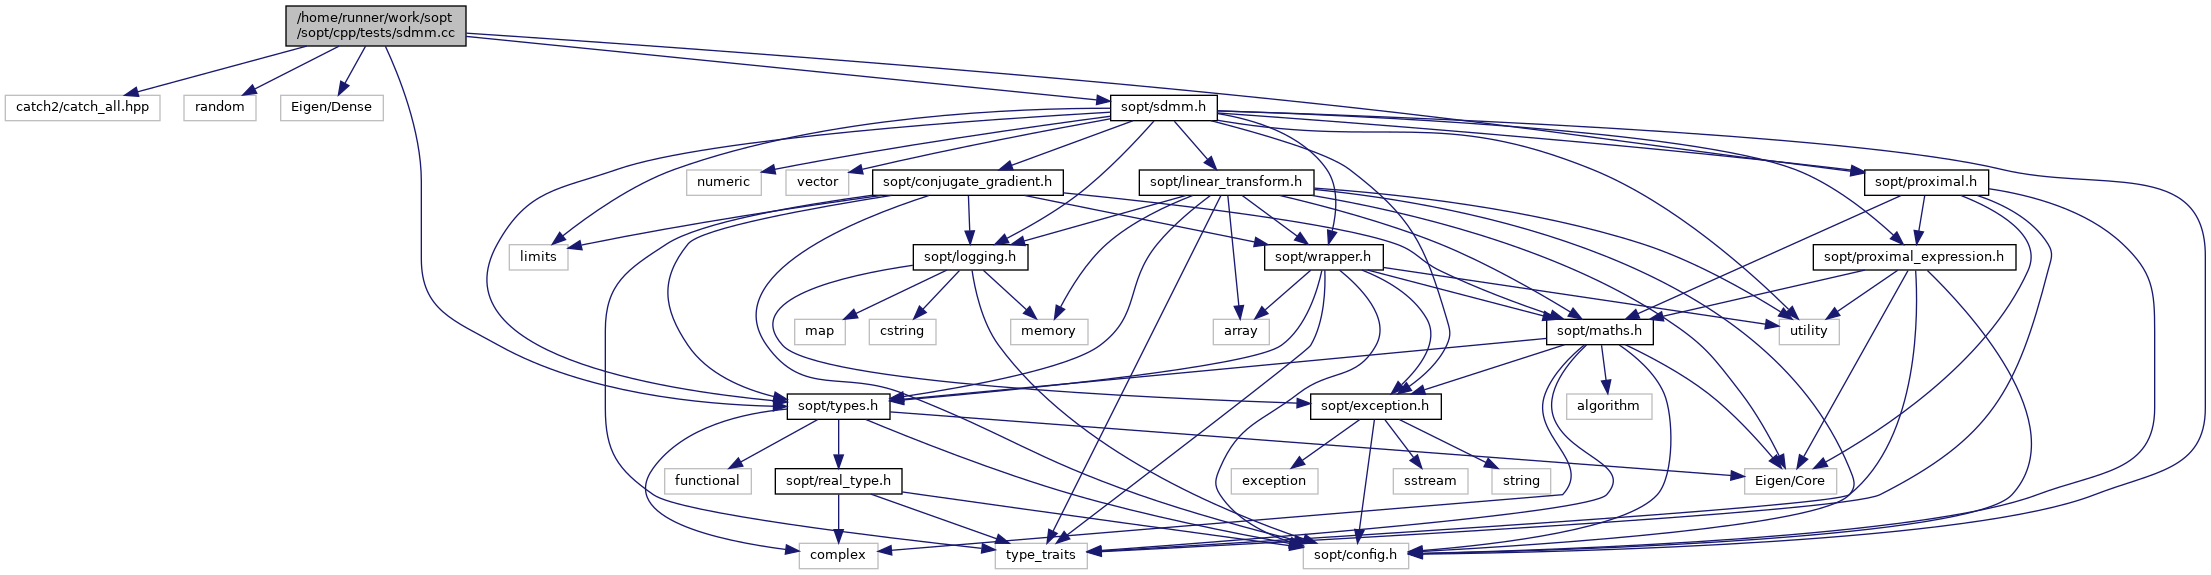 /home/runner/work/sopt
/sopt/cpp/tests/sdmm.cc
catch2/catch_all.hpp
random
Eigen/Dense
sopt/sdmm.h
numeric
vector
sopt/conjugate_gradient.h
sopt/linear_transform.h
sopt/proximal.h
limits
sopt/logging.h
sopt/wrapper.h
sopt/proximal_expression.h
map
cstring
memory
array
sopt/maths.h
utility
sopt/types.h
sopt/exception.h
algorithm
functional
sopt/real_type.h
exception
sstream
string
Eigen/Core
complex
type_traits
sopt/config.h